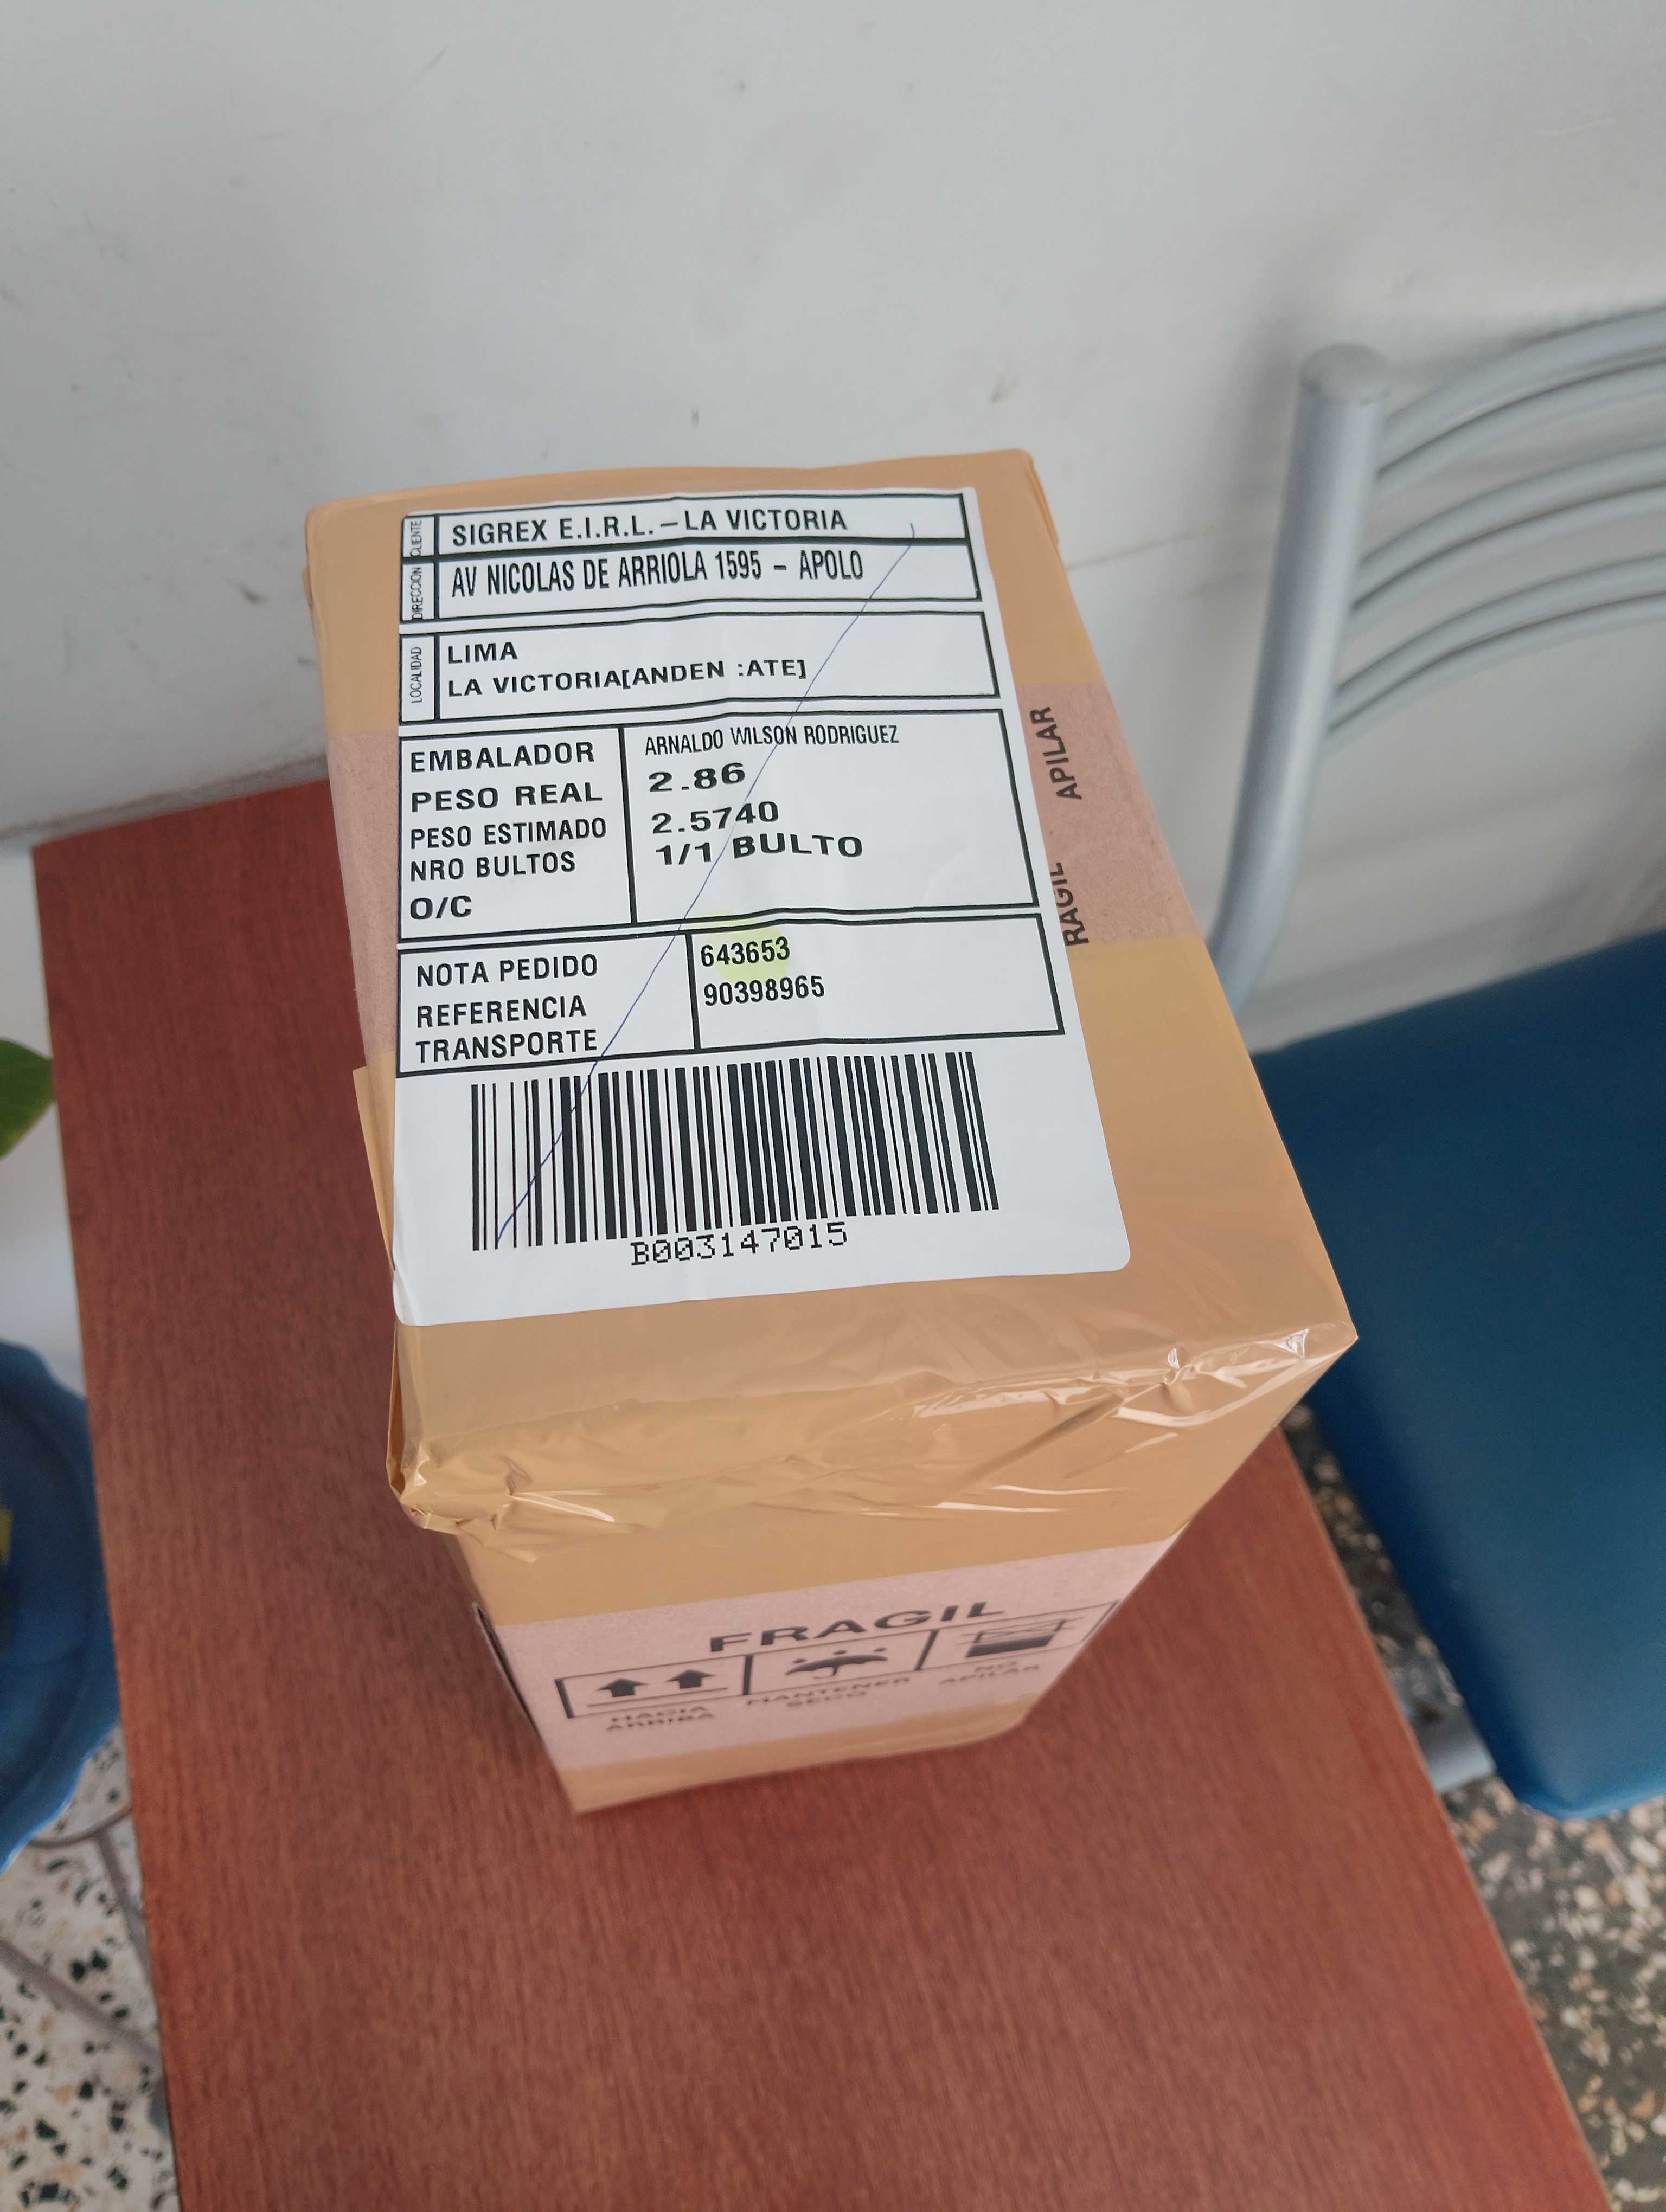 CLIENTE SIGREX E.I.R.L. – LA VICTORIA
DIRECCION AV NICOLAS DE ARRIOLA 1595 – APOLO
LOCALIDAD LIMA
LA VICTORIA[ANDEN :ATE]
EMBALADOR ARNALDO WILSON RODRIGUEZ
PESO REAL 2.86
PESO ESTIMADO 2.5740
NRO BULTOS 1/1 BULTO
O/C
NOTA PEDIDO 643653
REFERENCIA 90398965
TRANSPORTE
B003147015
APILAR
RAGIL
FRAGIL
HACIA ARRIBA
MANTENER SECO
NO APILAR